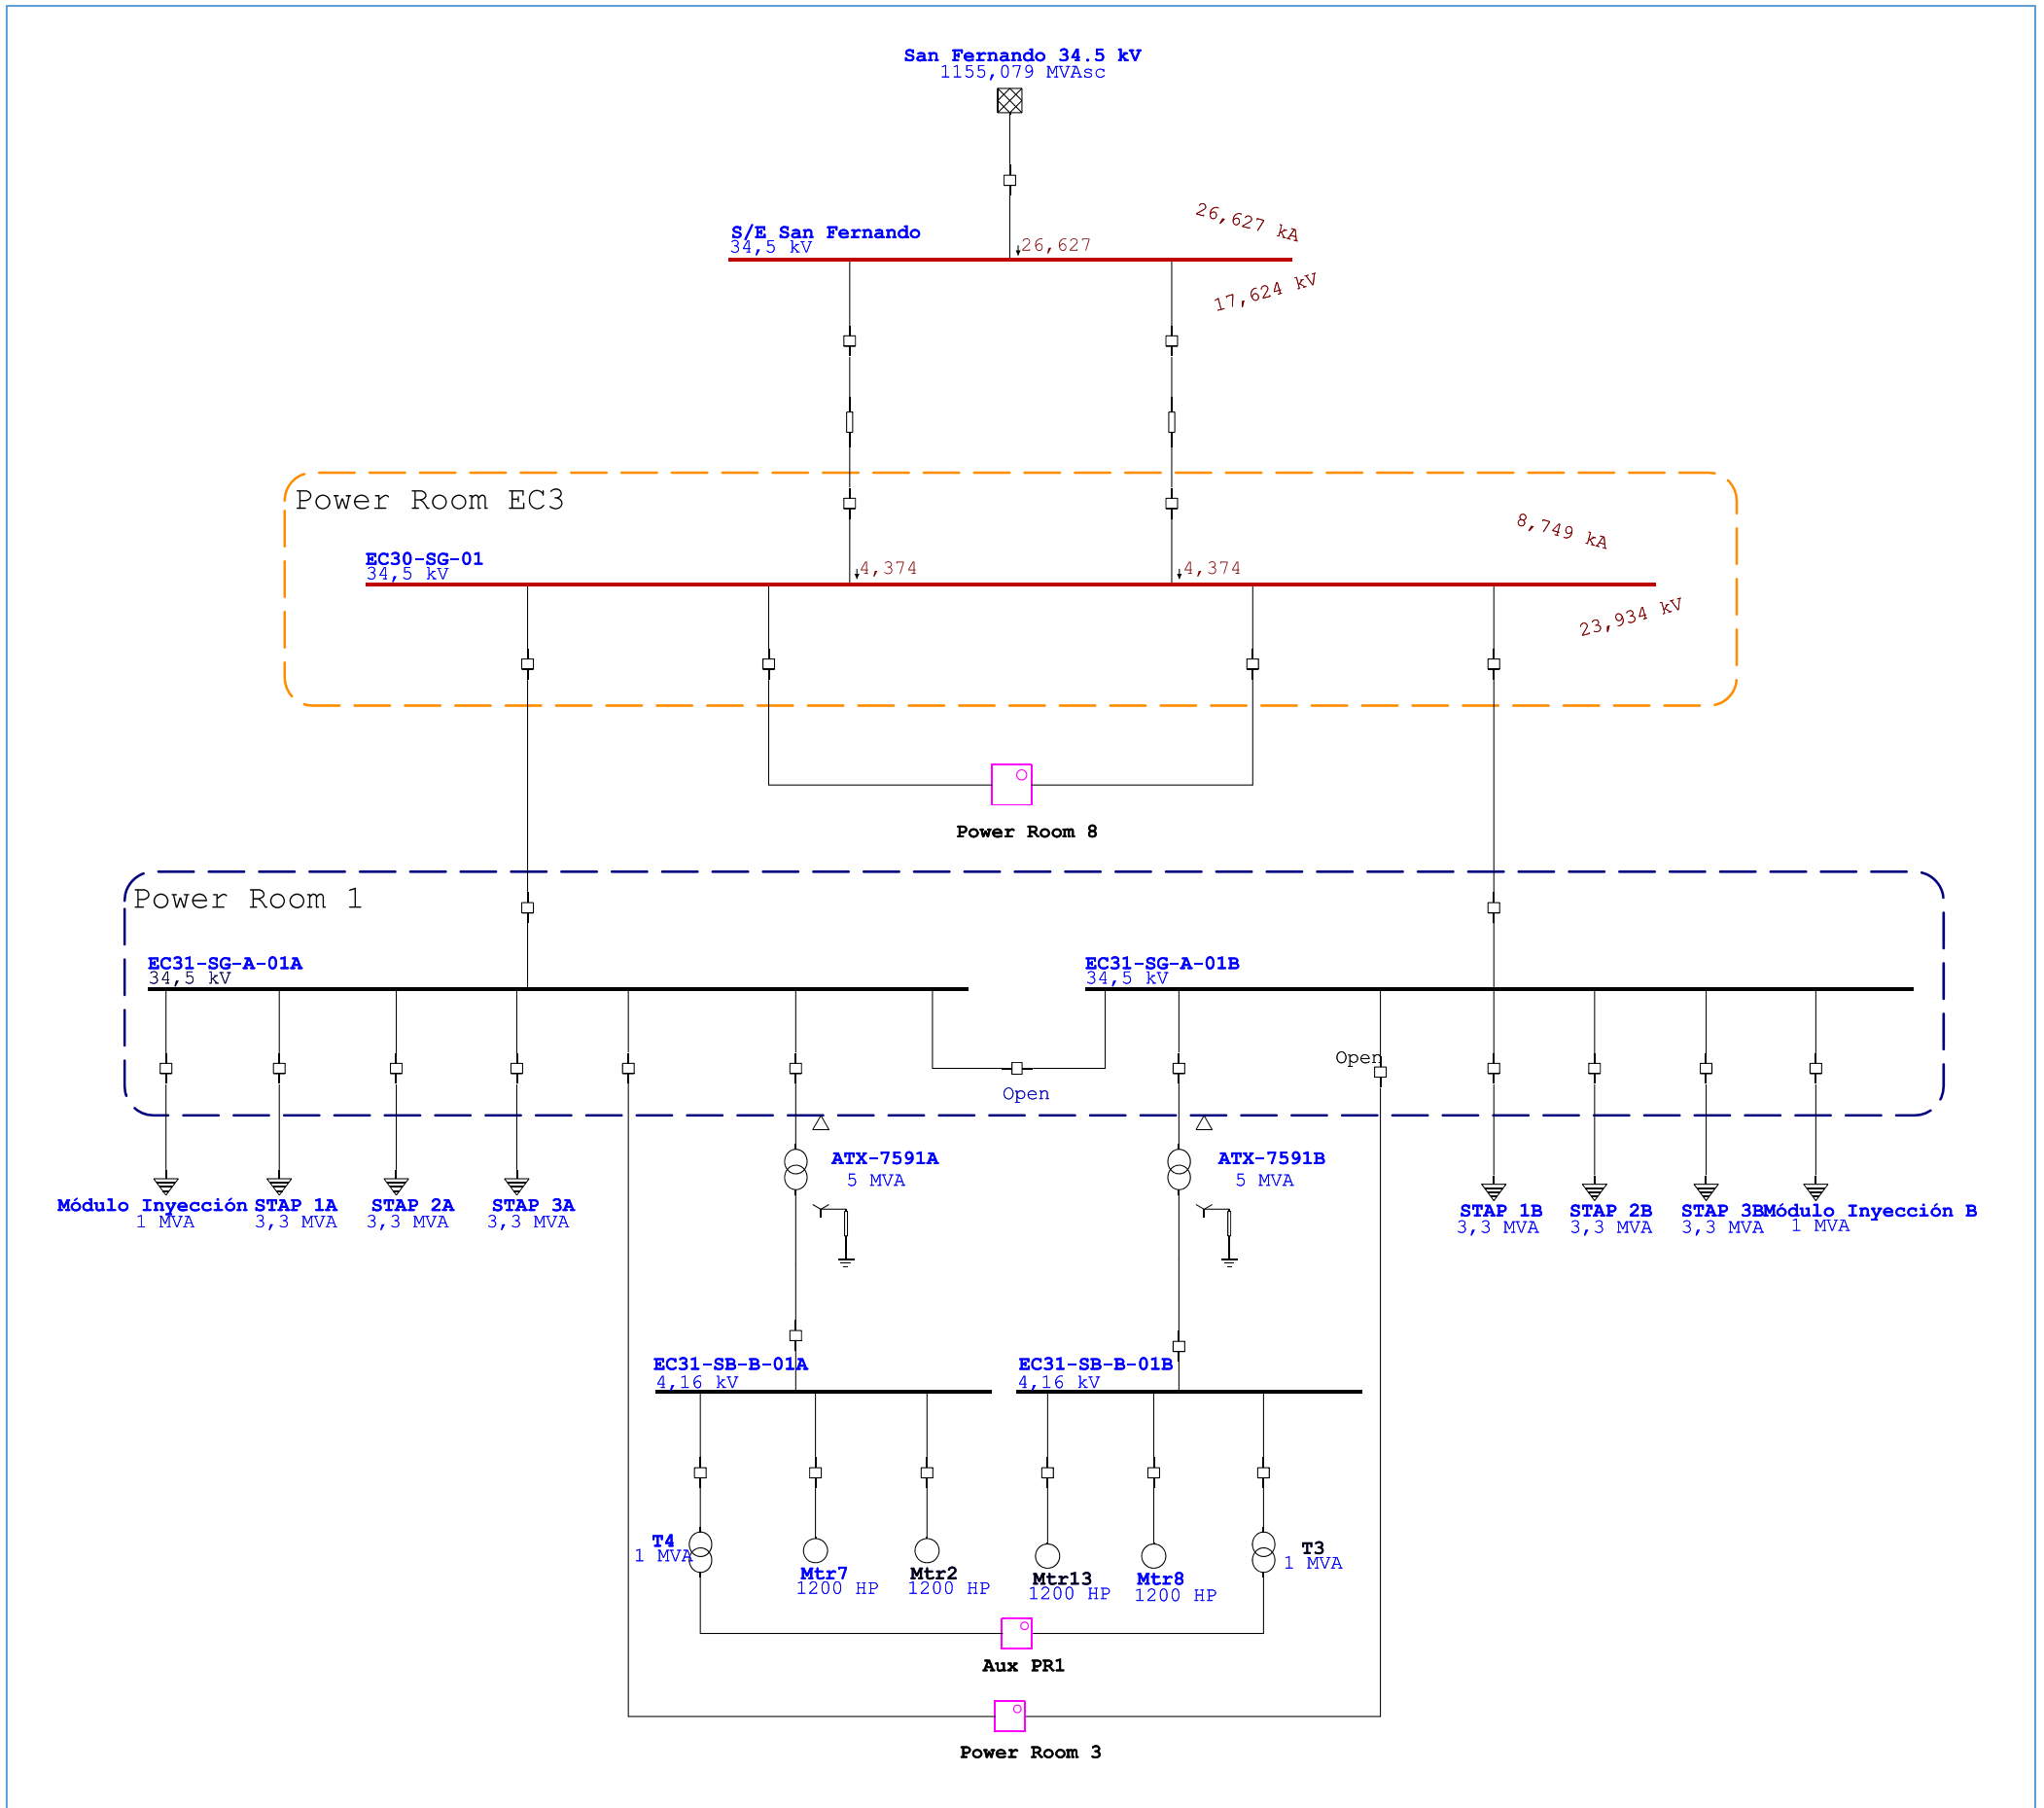 San Fernando 34.5 kV
1155,079 MVAsc
26,627 kA
S/E San Fernando
34,5 kV
26,627
17,624 kV
Power Room EC3
8,749 kA
EC30-SG-01
34,5 kV
4,374
4,374
23,934 kV
Power Room 8
Power Room 1
EC31-SG-A-01A
34,5 kV
EC31-SG-A-01B
34,5 kV
Open
Open
ATX-7591A
5 MVA
ATX-7591B
5 MVA
Módulo Inyección
1 MVA
STAP 1A
3,3 MVA
STAP 2A
3,3 MVA
STAP 3A
3,3 MVA
STAP 1B
3,3 MVA
STAP 2B
3,3 MVA
STAP 3B
3,3 MVA
Módulo Inyección B
1 MVA
EC31-SB-B-01A
4,16 kV
EC31-SB-B-01B
4,16 kV
T4
1 MVA
Mtr7
1200 HP
Mtr2
1200 HP
Mtr13
1200 HP
Mtr8
1200 HP
T3
1 MVA
Aux PR1
Power Room 3